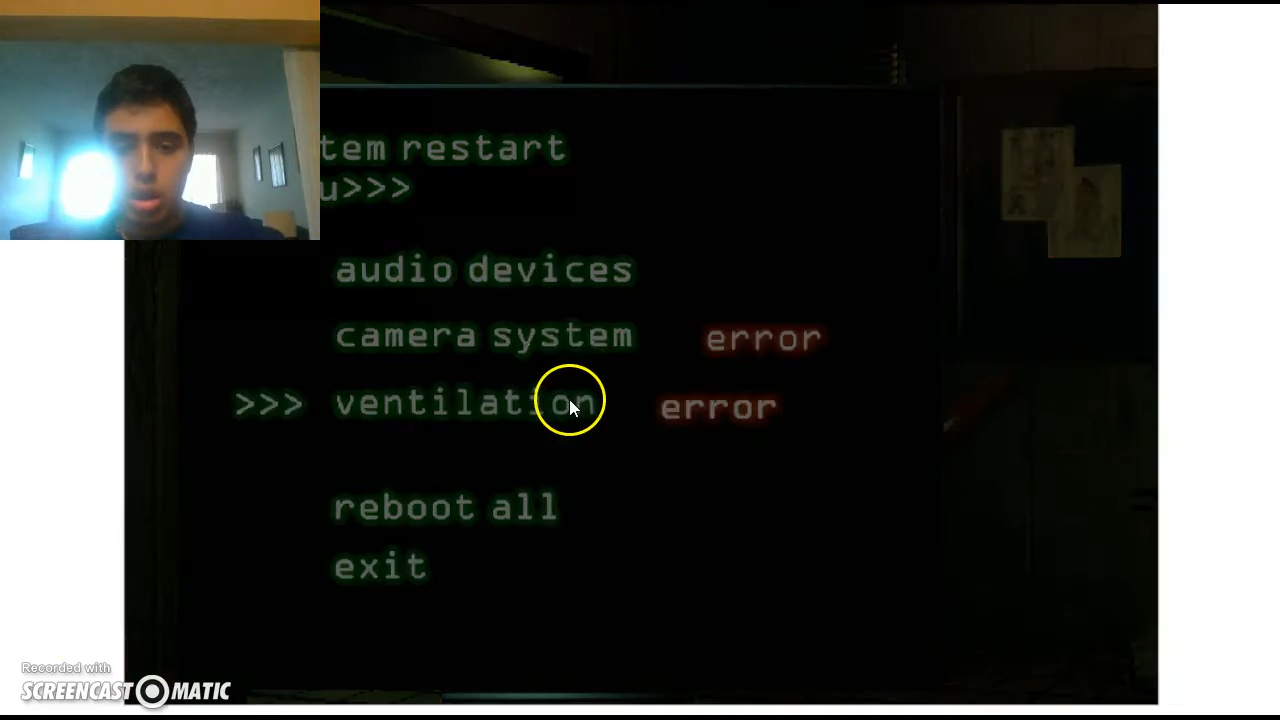 tem restart
u>>>
audio devices
camera system error
>>> ventilation error
reboot all
exit
Recorded with
SCREENCAST MATIC